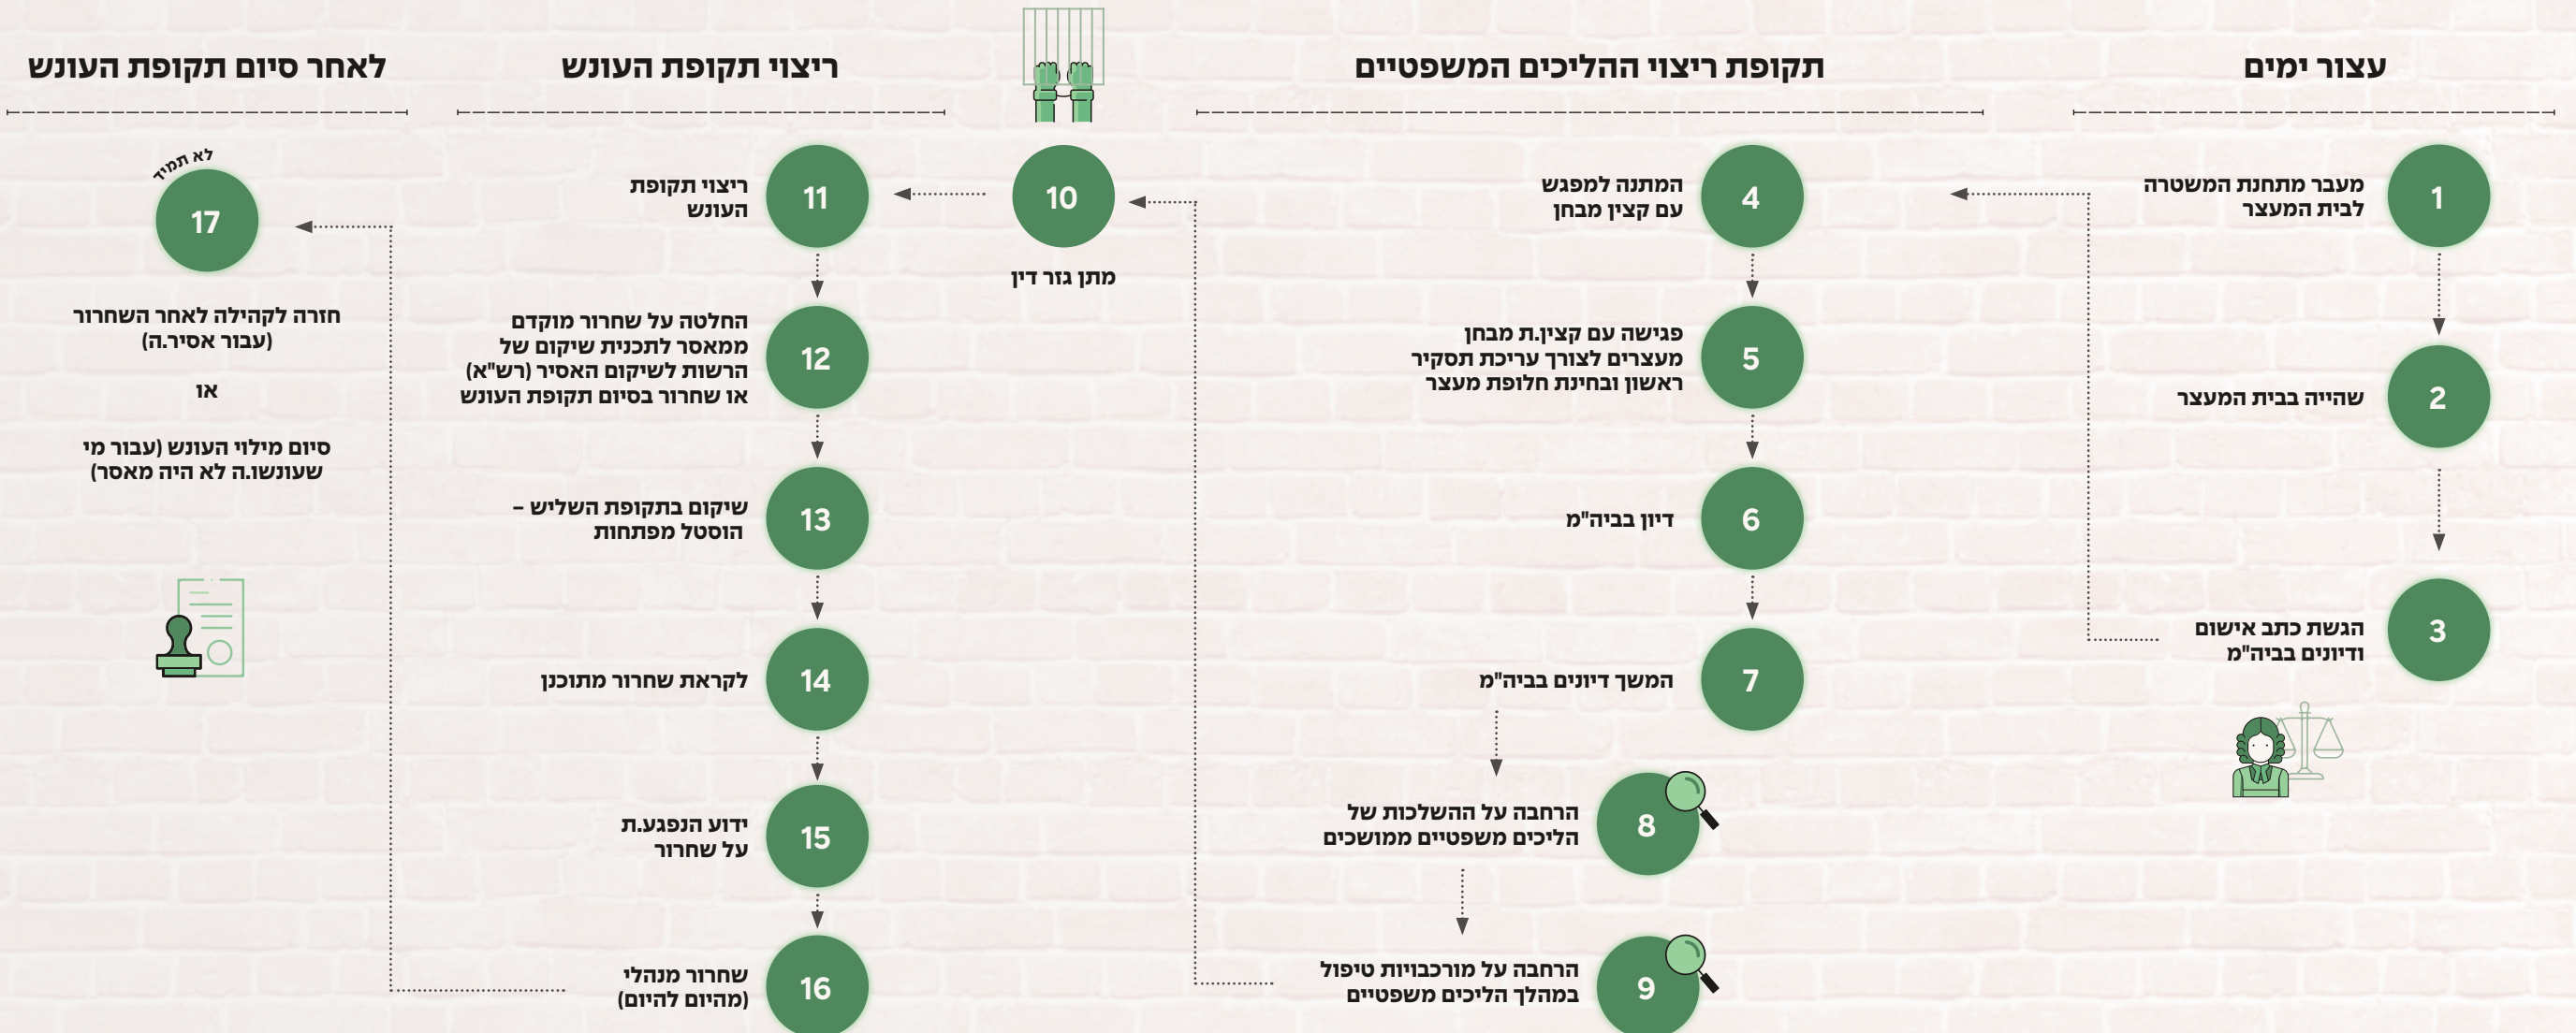 עצור ימים
1
מעבר מתחנת המשטרה
לבית המעצר
2
שהייה בבית המעצר
3
הגשת כתב אישום
ודיונים בביה"מ
תקופת ריצוי ההליכים המשפטיים
4
המתנה למפגש
עם קצין מבחן
5
פגישה עם קצין.ת מבחן
מעצרים לצורך עריכת תסקיר
ראשון ובחינת חלופת מעצר
6
דיון בביה"מ
7
המשך דיונים בביה"מ
8
הרחבה על ההשלכות של
הליכים משפטיים ממושכים
9
הרחבה על מורכבויות טיפול
במהלך הליכים משפטיים
10
מתן גזר דין
ריצוי תקופת העונש
11
ריצוי תקופת
העונש
12
החלטה על שחרור מוקדם
ממאסר לתכנית שיקום של
הרשות לשיקום האסיר (רש"א)
או שחרור בסיום תקופת העונש
13
שיקום בתקופת השליש –
הוסטל מפתחות
14
לקראת שחרור מתוכנן
15
ידוע הנפגע.ת
על שחרור
16
שחרור מנהלי
(מהיום להיום)
לאחר סיום תקופת העונש
לא תמיד
17
חזרה לקהילה לאחר השחרור
(עבור אסיר.ה)
או
סיום מילוי העונש (עבור מי
שעונשו.ה לא היה מאסר)